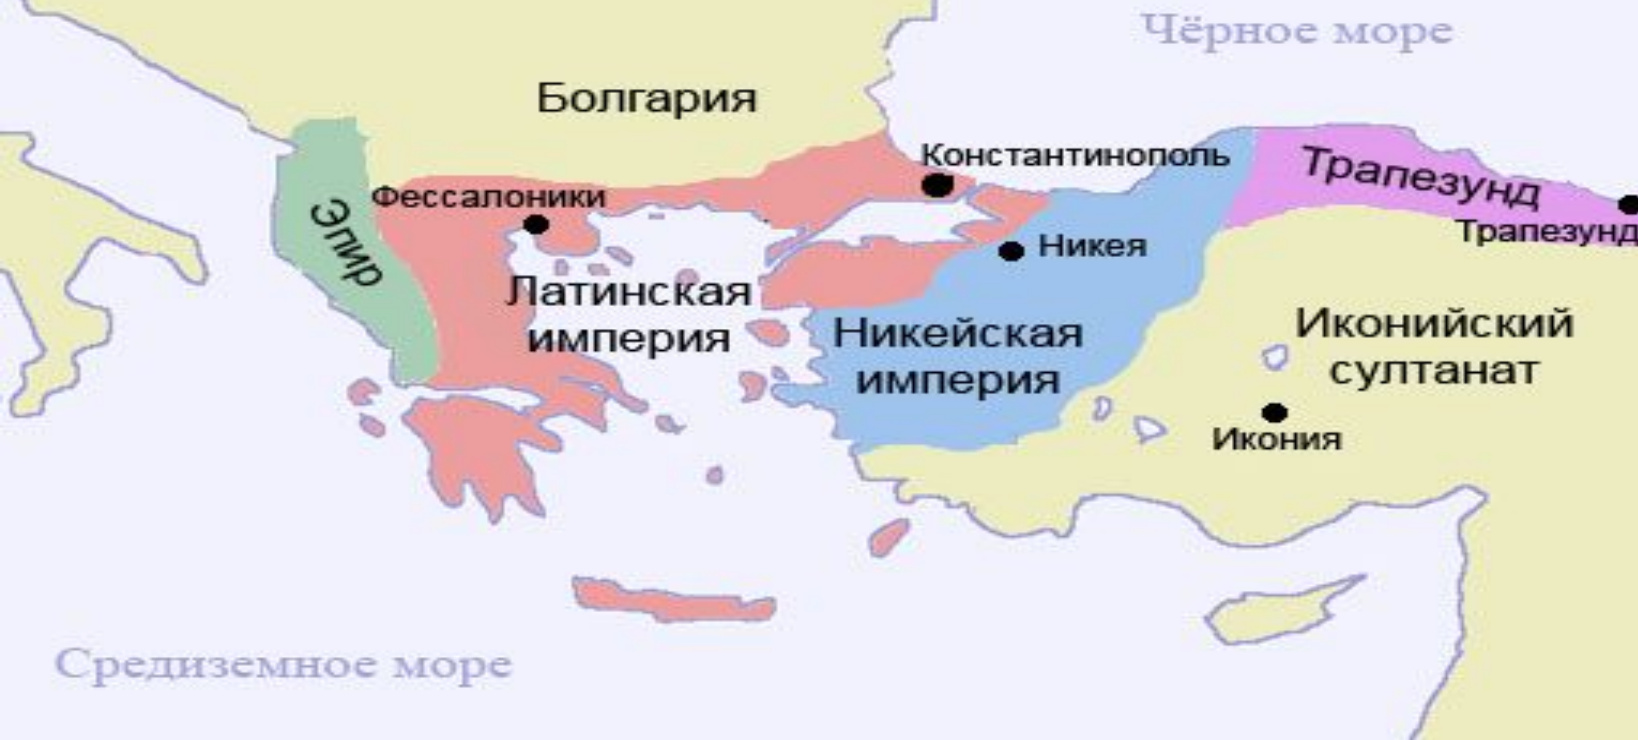 Чёрное море
Болгария
Константинополь
Трапезунд
Фессалоники
Эпир
Трапезунд
Никея
Латинская
империя
Никейская
империя
Иконийский
султанат
Икония
Средиземное море